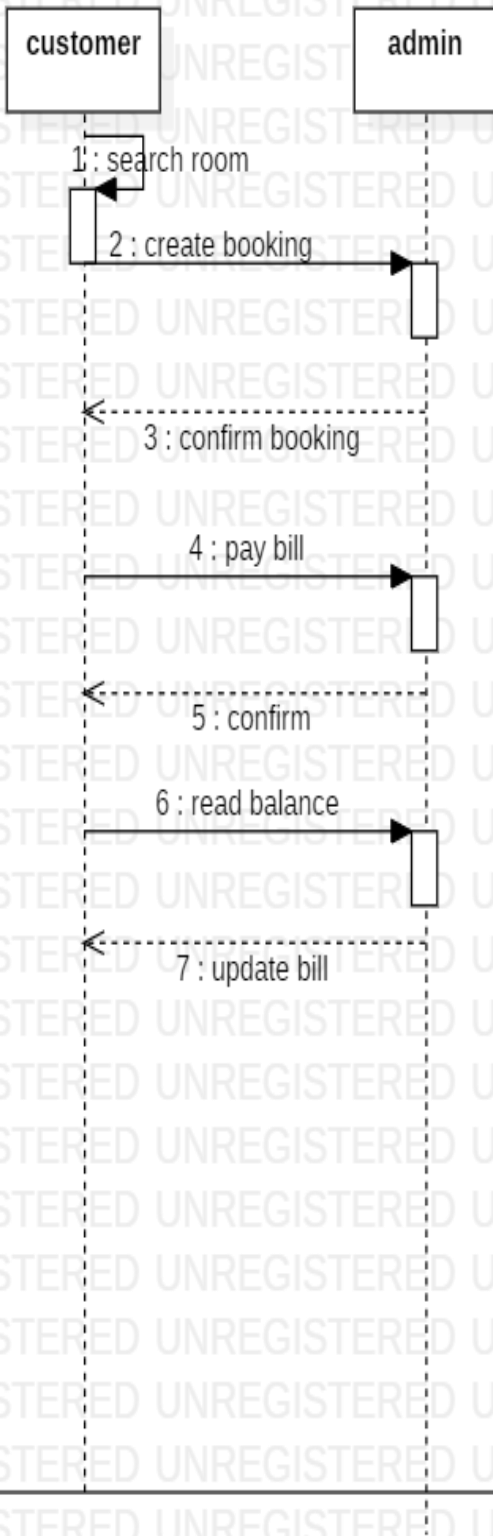 customer
admin
1 : search room
2 : create booking
3 : confirm booking
4 : pay bill
5 : confirm
6 : read balance
7 : update bill
UNREGISTERED